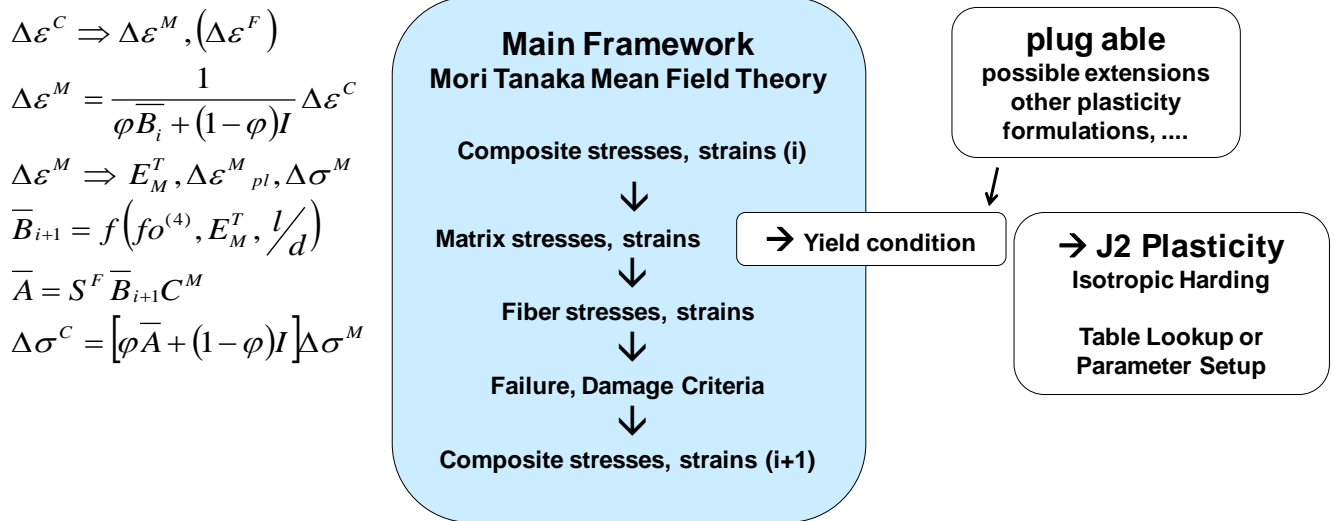 Δε^C ⇒ Δε^M, (Δε^F)
Δε^M = 1 / (φB̅_i + (1−φ)I) Δε^C
Δε^M ⇒ E_M^T, Δε^M_pl, Δσ^M
B̅_{i+1} = f(fo^(4), E_M^T, l/d)
A̅ = S^F B̅_{i+1} C^M
Δσ^C = [φA̅ + (1−φ)I]Δσ^M
Main Framework
Mori Tanaka Mean Field Theory
Composite stresses, strains (i)
↓
Matrix stresses, strains
↓
Fiber stresses, strains
↓
Failure, Damage Criteria
↓
Composite stresses, strains (i+1)
plug able
possible extensions
other plasticity
formulations, ....
→ Yield condition
→ J2 Plasticity
Isotropic Harding
Table Lookup or
Parameter Setup